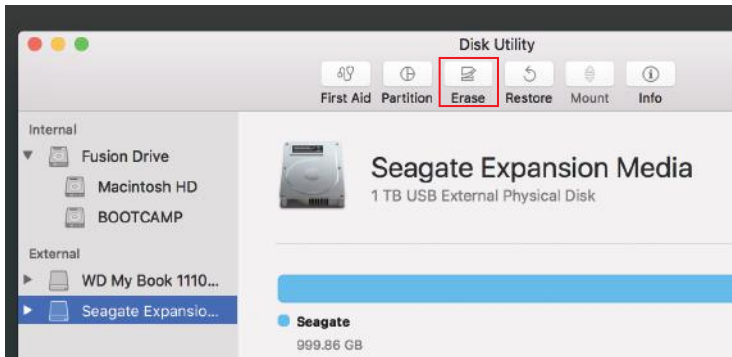 Disk Utility
First Aid Partition Erase Restore Mount Info
Internal
Fusion Drive
Macintosh HD
BOOTCAMP
External
WD My Book 1110...
Seagate Expansio...
Seagate Expansion Media
1 TB USB External Physical Disk
Seagate
999.86 GB